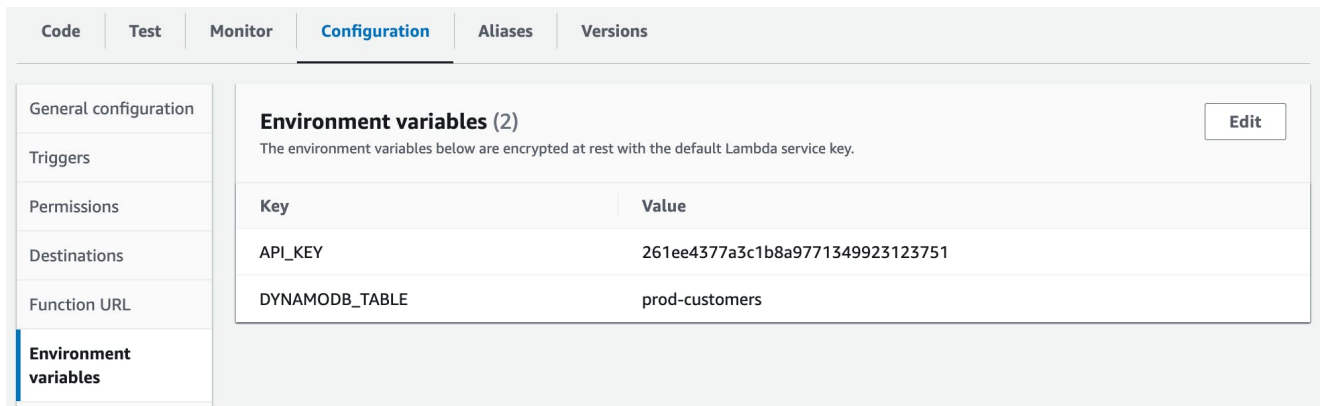 Code Test Monitor Configuration Aliases Versions
General configuration
Triggers
Permissions
Destinations
Function URL
Environment
variables
Environment variables (2)
Edit
The environment variables below are encrypted at rest with the default Lambda service key.
Key Value
API_KEY 261ee4377a3c1b8a9771349923123751
DYNAMODB_TABLE prod-customers